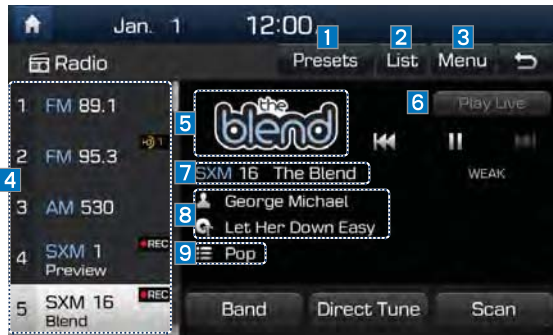 Jan. 1 12:00
1 2 3
Radio Presets List Menu
6 Play Live
1 FM 89.1
5 the blend
2 FM 95.3
WEAK
4
7 SXM 16 The Blend
3 AM 530
8 George Michael
Let Her Down Easy
4 SXM 1 REC
Preview
9 Pop
5 SXM 16 REC
Blend
Band Direct Tune Scan